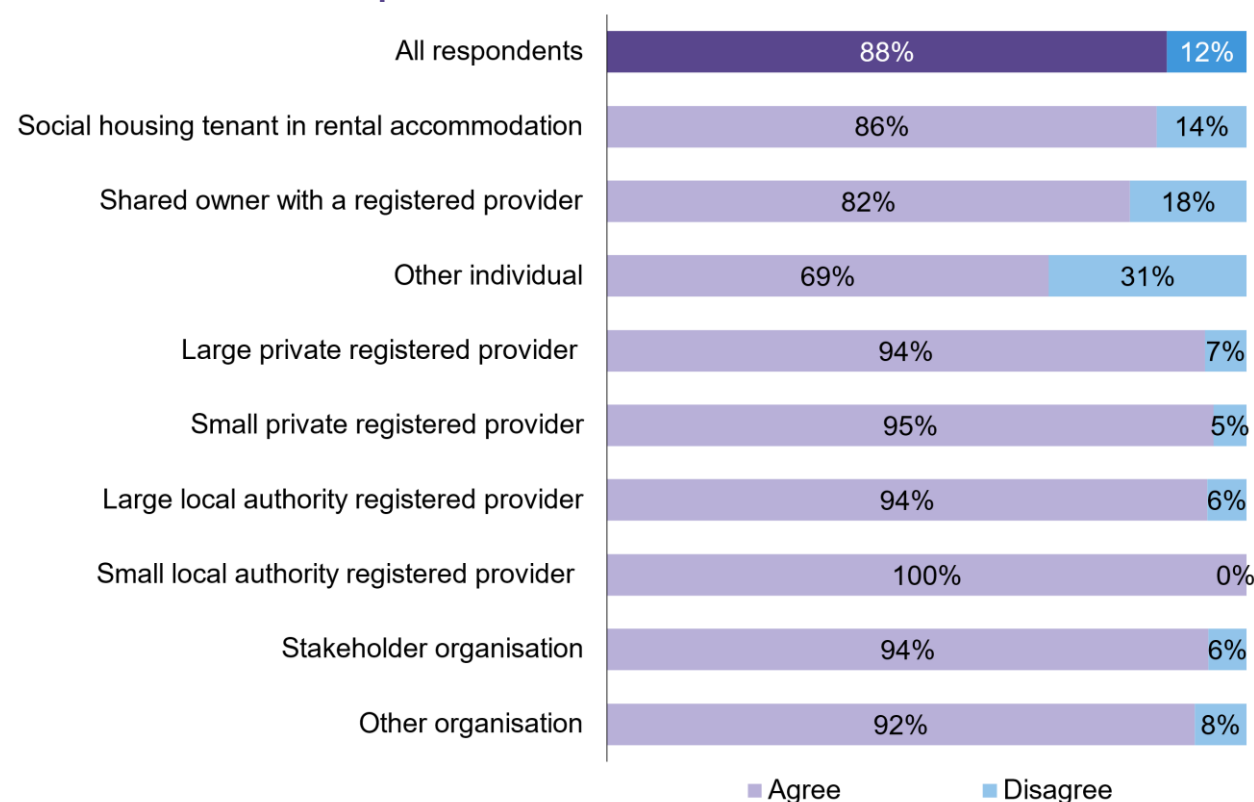 All respondents 88% 12%
Social housing tenant in rental accommodation 86% 14%
Shared owner with a registered provider 82% 18%
Other individual 69% 31%
Large private registered provider 94% 7%
Small private registered provider 95% 5%
Large local authority registered provider 94% 6%
Small local authority registered provider 100% 0%
Stakeholder organisation 94% 6%
Other organisation 92% 8%
Agree Disagree